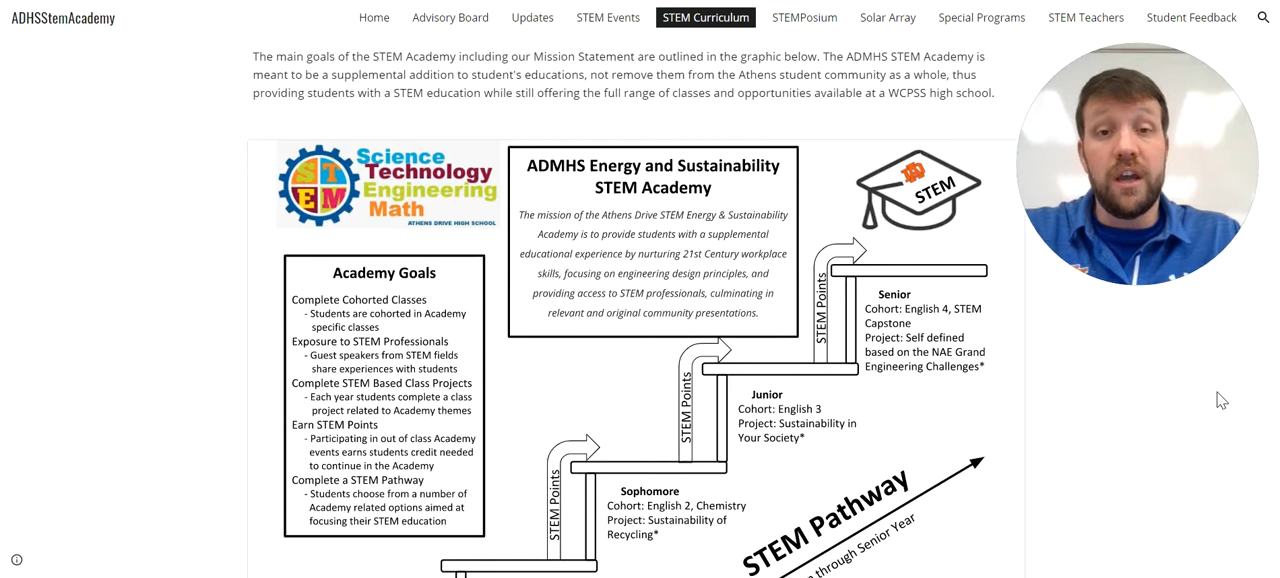 ADHSStemAcademy
Home
Advisory Board
Updates
STEM Events
STEM Curriculum
STEMPosium
Solar Array
Special Programs
STEM Teachers
Student Feedback
The main goals of the STEM Academy including our Mission Statement are outlined in the graphic below. The ADMHS STEM Academy is
meant to be a supplemental addition to student's educations, not remove them from the Athens student community as a whole, thus
providing students with a STEM education while still offering the full range of classes and opportunities available at a WCPSS high school.
STEM
Science
Technology
Engineering
Math
ATHENS DRIVE HIGH SCHOOL
ADMHS Energy and Sustainability
STEM Academy
The mission of the Athens Drive STEM Energy & Sustainability
Academy is to provide students with a supplemental
educational experience by nurturing 21st Century workplace
skills, focusing on engineering design principles, and
providing access to STEM professionals, culminating in
relevant and original community presentations.
STEM
Academy Goals
Complete Cohorted Classes
- Students are cohorted in Academy
specific classes
Exposure to STEM Professionals
- Guest speakers from STEM fields
share experiences with students
Complete STEM Based Class Projects
- Each year students complete a class
project related to Academy themes
Earn STEM Points
- Participating in out of class Academy
events earns students credit needed
to continue in the Academy
Complete a STEM Pathway
- Students choose from a number of
Academy related options aimed at
focusing their STEM education
STEM Points
Senior
Cohort: English 4, STEM
Capstone
Project: Self defined
based on the NAE Grand
Engineering Challenges*
STEM Points
Junior
Cohort: English 3
Project: Sustainability in
Your Society*
STEM Points
Sophomore
Cohort: English 2, Chemistry
Project: Sustainability of
Recycling*
STEM Pathway
through Senior Year